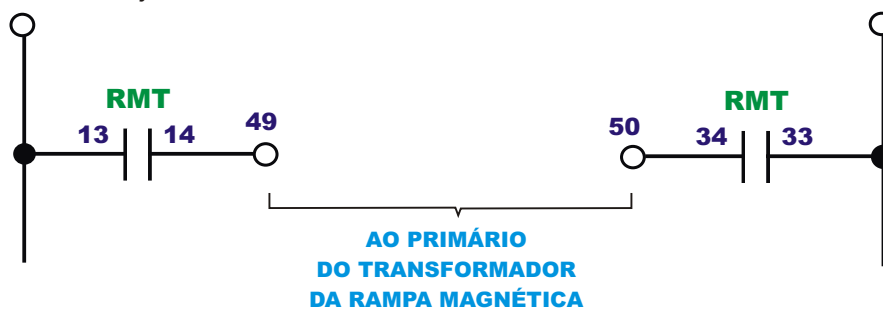 RMT
13 14 49
RMT
50 34 33
AO PRIMÁRIO
DO TRANSFORMADOR
DA RAMPA MAGNÉTICA